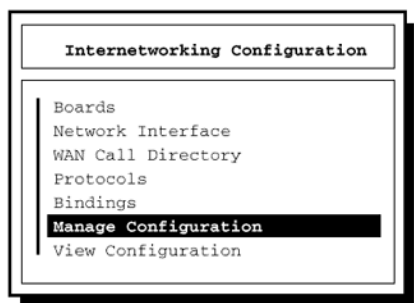 Internetworking Configuration
Boards
Network Interface
WAN Call Directory
Protocols
Bindings
Manage Configuration
View Configuration